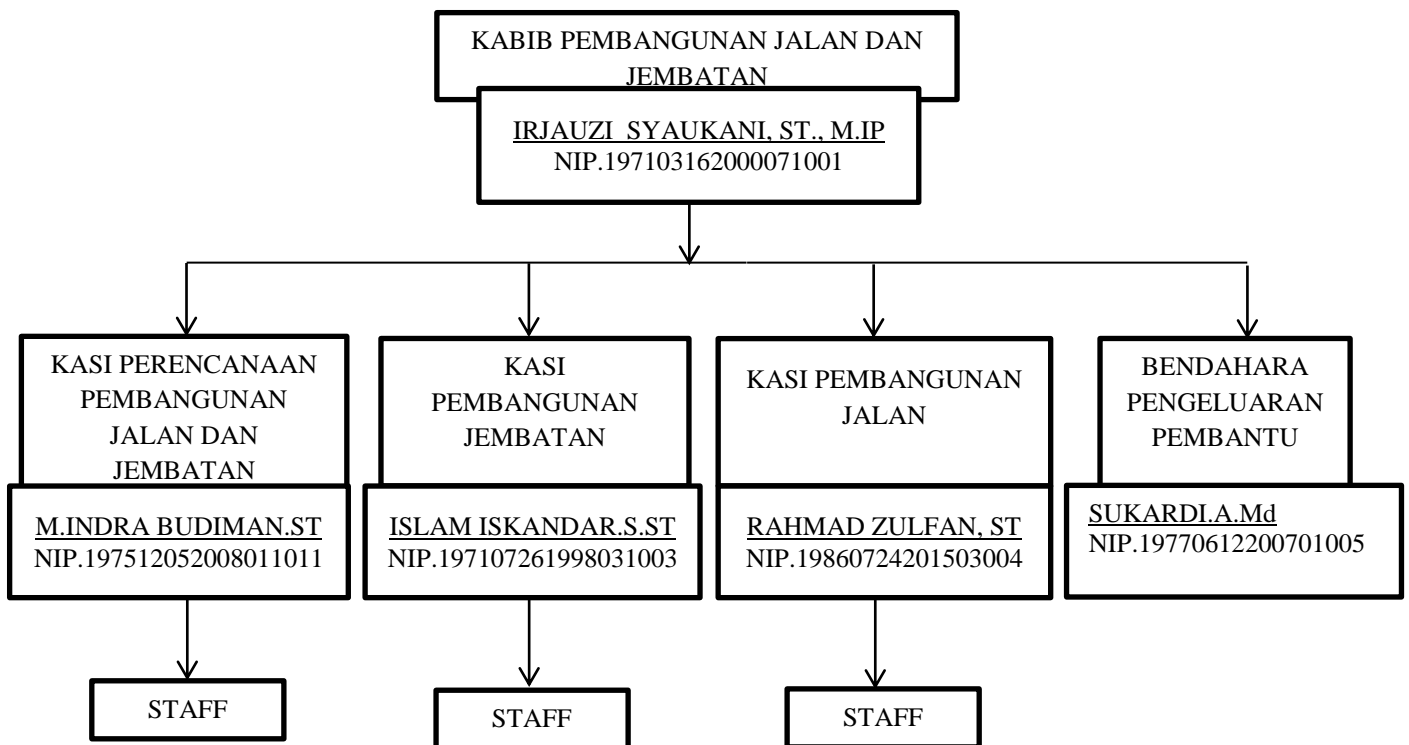 KABIB PEMBANGUNAN JALAN DAN
JEMBATAN
IRJAUZI SYAUKANI, ST., M.IP
NIP.197103162000071001
KASI PERENCANAAN
PEMBANGUNAN
JALAN DAN
JEMBATAN
M.INDRA BUDIMAN.ST
NIP.197512052008011011
STAFF
KASI
PEMBANGUNAN
JEMBATAN
ISLAM ISKANDAR.S.ST
NIP.197107261998031003
STAFF
KASI PEMBANGUNAN
JALAN
RAHMAD ZULFAN, ST
NIP.19860724201503004
STAFF
BENDAHARA
PENGELUARAN
PEMBANTU
SUKARDI.A.Md
NIP.19770612200701005